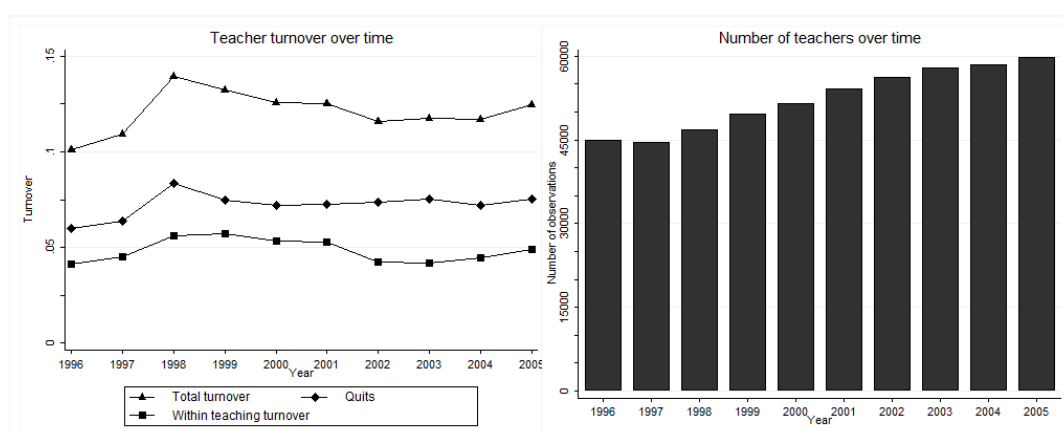 Teacher turnover over time
.15
.1
.05
0
Turnover
1996 1997 1998 1999 2000 2001 2002 2003 2004 2005
Year
Total turnover Quits
Within teaching turnover
Number of teachers over time
60000
45000
30000
15000
0
Number of observations
1996 1997 1998 1999 2000 2001 2002 2003 2004 2005
Year